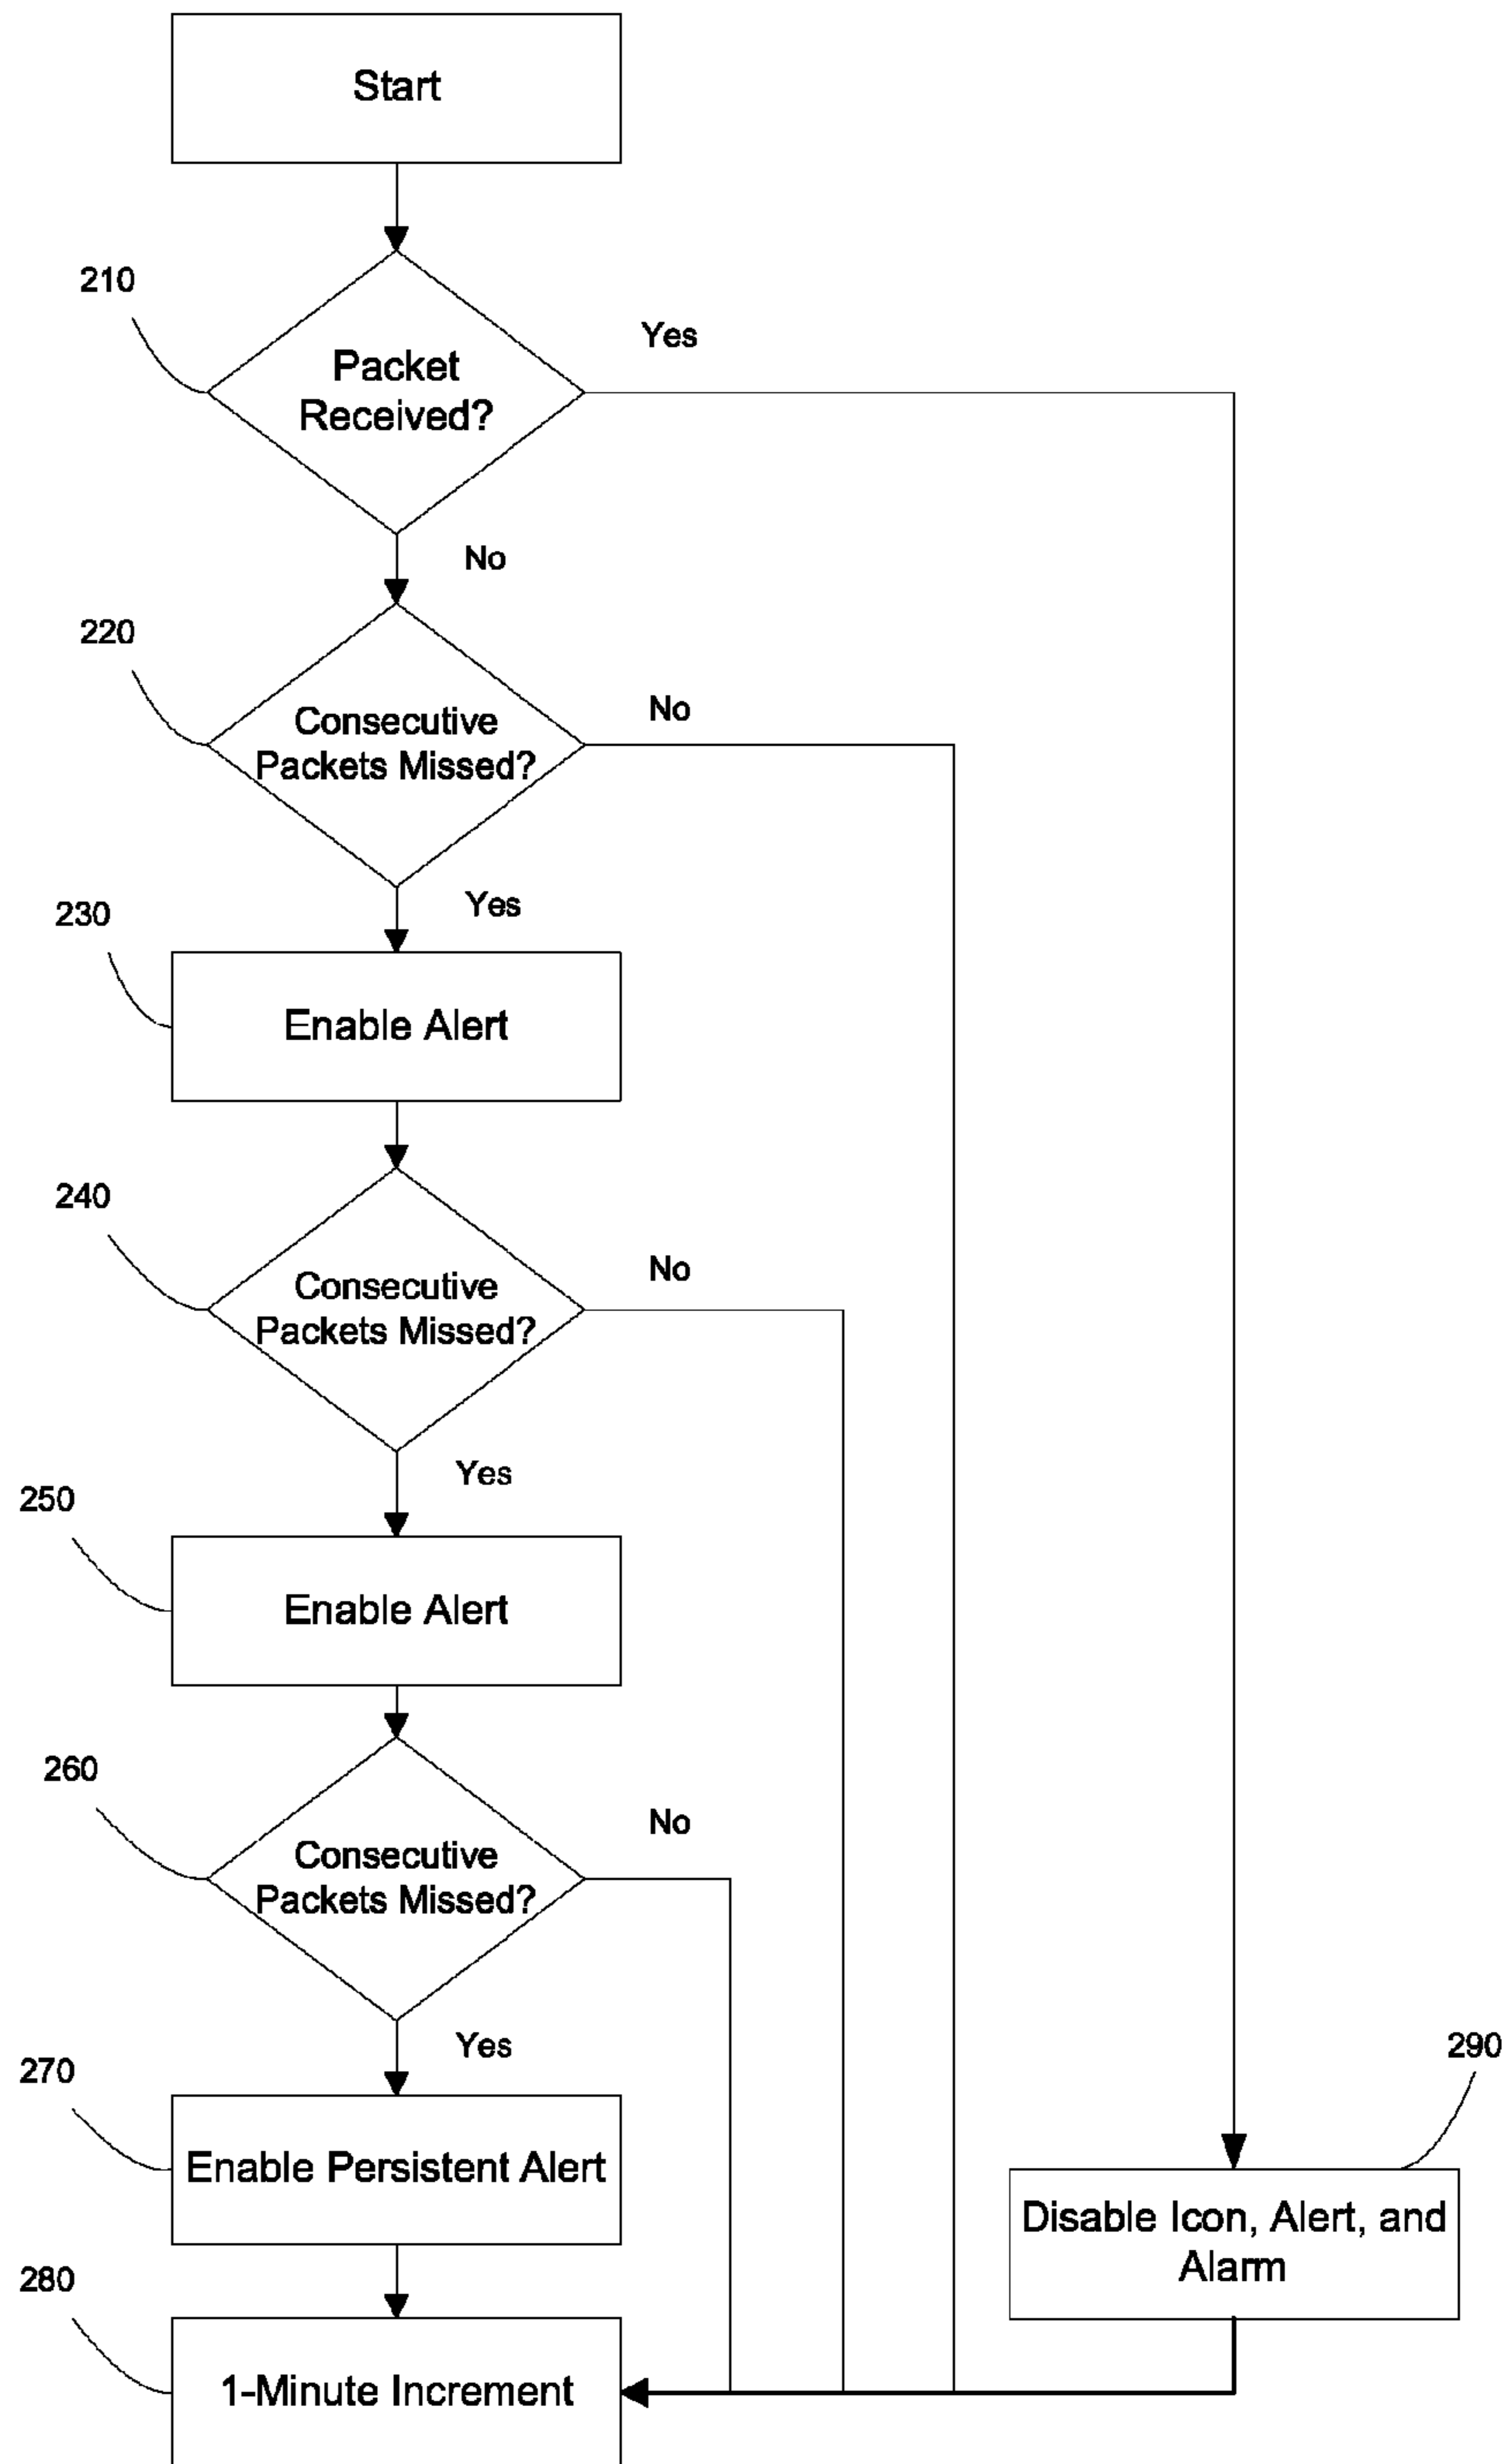 Start
210
Yes
Packet
Received?
No
220
No
Consecutive
Packets Missed?
Yes
230
Enable Alert
240
No
Consecutive
Packets Missed?
Yes
250
Enable Alert
260
No
Consecutive
Packets Missed?
Yes
270
Enable Persistent Alert
290
Disable Icon, Alert, and
Alarm
280
1-Minute Increment